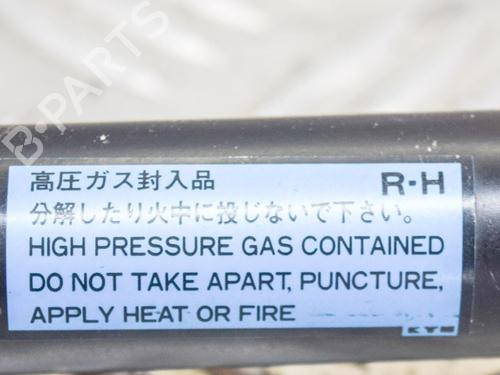 B-PARTS
高圧ガス封入品 R-H
分解したり火中に投じないで下さい。
HIGH PRESSURE GAS CONTAINED
DO NOT TAKE APART, PUNCTURE,
APPLY HEAT OR FIRE